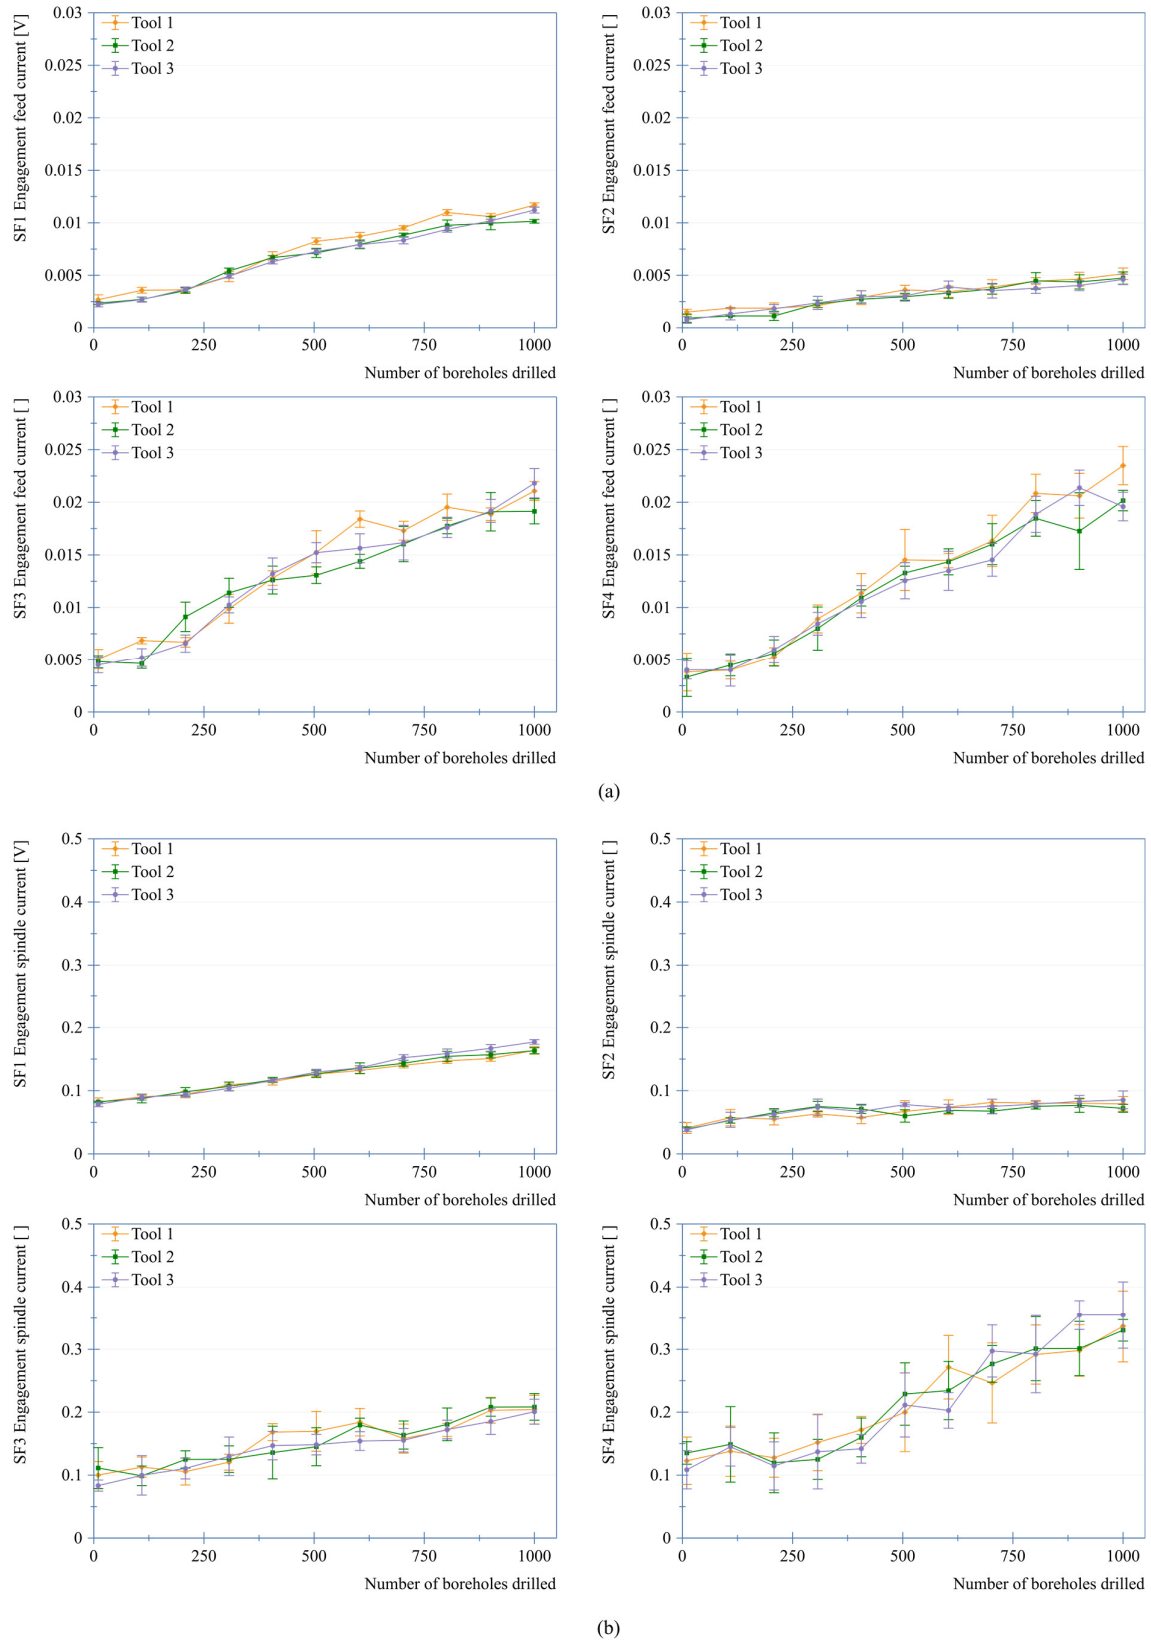 SF1 Engagement feed current [V]
0.03
0.025
0.02
0.015
0.01
0.005
0
Tool 1
Tool 2
Tool 3
0 250 500 750 1000
Number of boreholes drilled
SF2 Engagement feed current [ ]
0.03
0.025
0.02
0.015
0.01
0.005
0
Tool 1
Tool 2
Tool 3
0 250 500 750 1000
Number of boreholes drilled
SF3 Engagement feed current [ ]
0.03
0.025
0.02
0.015
0.01
0.005
0
Tool 1
Tool 2
Tool 3
0 250 500 750 1000
Number of boreholes drilled
SF4 Engagement feed current [ ]
0.03
0.025
0.02
0.015
0.01
0.005
0
Tool 1
Tool 2
Tool 3
0 250 500 750 1000
Number of boreholes drilled
(a)
SF1 Engagement spindle current [V]
0.5
0.4
0.3
0.2
0.1
0
Tool 1
Tool 2
Tool 3
0 250 500 750 1000
Number of boreholes drilled
SF2 Engagement spindle current [ ]
0.5
0.4
0.3
0.2
0.1
0
Tool 1
Tool 2
Tool 3
0 250 500 750 1000
Number of boreholes drilled
SF3 Engagement spindle current [ ]
0.5
0.4
0.3
0.2
0.1
0
Tool 1
Tool 2
Tool 3
0 250 500 750 1000
Number of boreholes drilled
SF4 Engagement spindle current [ ]
0.5
0.4
0.3
0.2
0.1
0
Tool 1
Tool 2
Tool 3
0 250 500 750 1000
Number of boreholes drilled
(b)